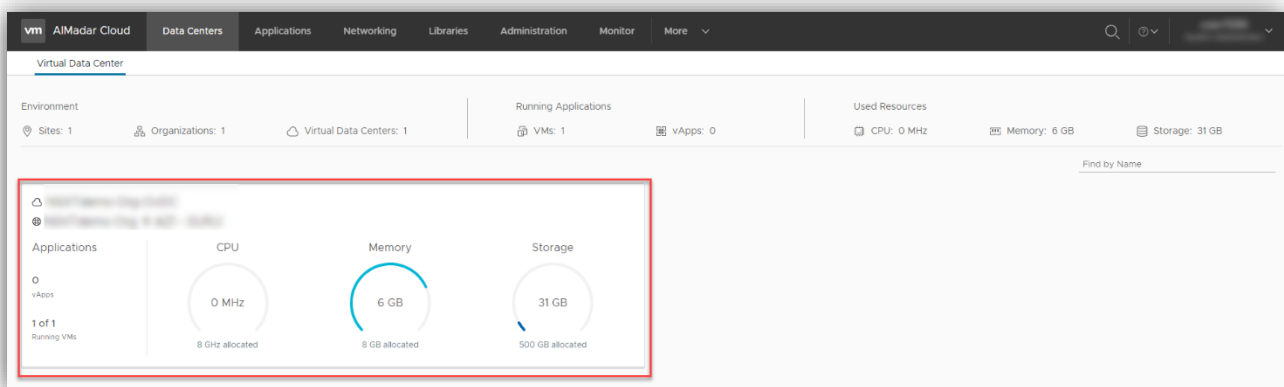 vm AlMadar Cloud Data Centers Applications Networking Libraries Administration Monitor More
Virtual Data Center
Environment Running Applications Used Resources
Sites: 1 Organizations: 1 Virtual Data Centers: 1 VMs: 1 vApps: 0 CPU: 0 MHz Memory: 6 GB Storage: 31 GB
Find by Name
Applications CPU Memory Storage
0
vApps
0 MHz 6 GB 31 GB
1 of 1
Running VMs
8 GHz allocated 8 GB allocated 500 GB allocated